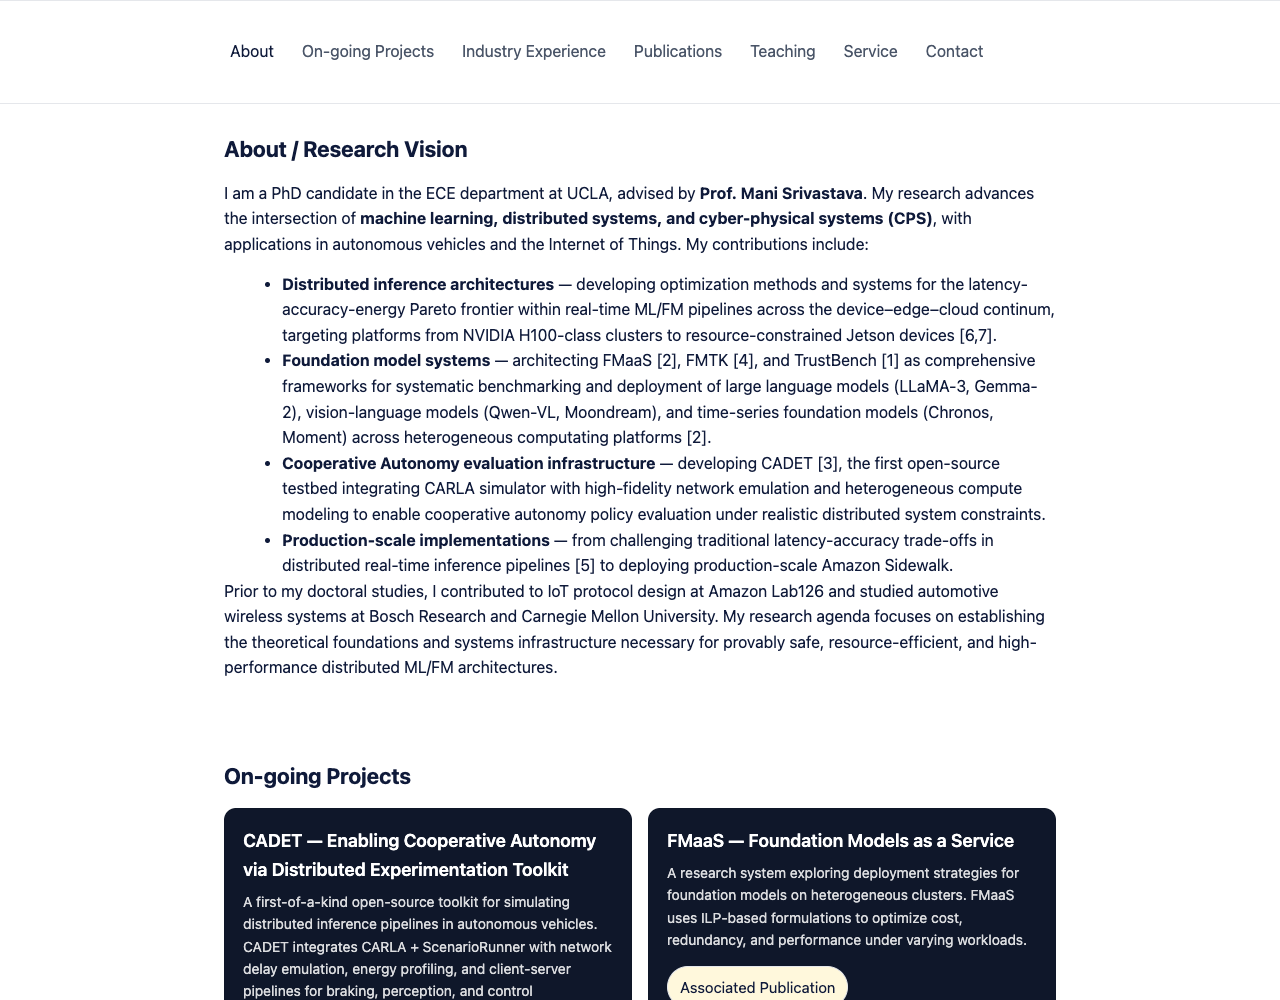 About On-going Projects Industry Experience Publications Teaching Service Contact
About / Research Vision
I am a PhD candidate in the ECE department at UCLA, advised by Prof. Mani Srivastava. My research advances
the intersection of machine learning, distributed systems, and cyber-physical systems (CPS), with
applications in autonomous vehicles and the Internet of Things. My contributions include:
• Distributed inference architectures — developing optimization methods and systems for the latency-
accuracy-energy Pareto frontier within real-time ML/FM pipelines across the device–edge–cloud continum,
targeting platforms from NVIDIA H100-class clusters to resource-constrained Jetson devices [6,7].
• Foundation model systems — architecting FMaaS [2], FMTK [4], and TrustBench [1] as comprehensive
frameworks for systematic benchmarking and deployment of large language models (LLaMA-3, Gemma-
2), vision-language models (Qwen-VL, Moondream), and time-series foundation models (Chronos,
Moment) across heterogeneous computating platforms [2].
• Cooperative Autonomy evaluation infrastructure — developing CADET [3], the first open-source
testbed integrating CARLA simulator with high-fidelity network emulation and heterogeneous compute
modeling to enable cooperative autonomy policy evaluation under realistic distributed system constraints.
• Production-scale implementations — from challenging traditional latency-accuracy trade-offs in
distributed real-time inference pipelines [5] to deploying production-scale Amazon Sidewalk.
Prior to my doctoral studies, I contributed to IoT protocol design at Amazon Lab126 and studied automotive
wireless systems at Bosch Research and Carnegie Mellon University. My research agenda focuses on establishing
the theoretical foundations and systems infrastructure necessary for provably safe, resource-efficient, and high-
performance distributed ML/FM architectures.
On-going Projects
CADET — Enabling Cooperative Autonomy
via Distributed Experimentation Toolkit
A first-of-a-kind open-source toolkit for simulating
distributed inference pipelines in autonomous vehicles.
CADET integrates CARLA + ScenarioRunner with network
delay emulation, energy profiling, and client-server
pipelines for braking, perception, and control
FMaaS — Foundation Models as a Service
A research system exploring deployment strategies for
foundation models on heterogeneous clusters. FMaaS
uses ILP-based formulations to optimize cost,
redundancy, and performance under varying workloads.
Associated Publication